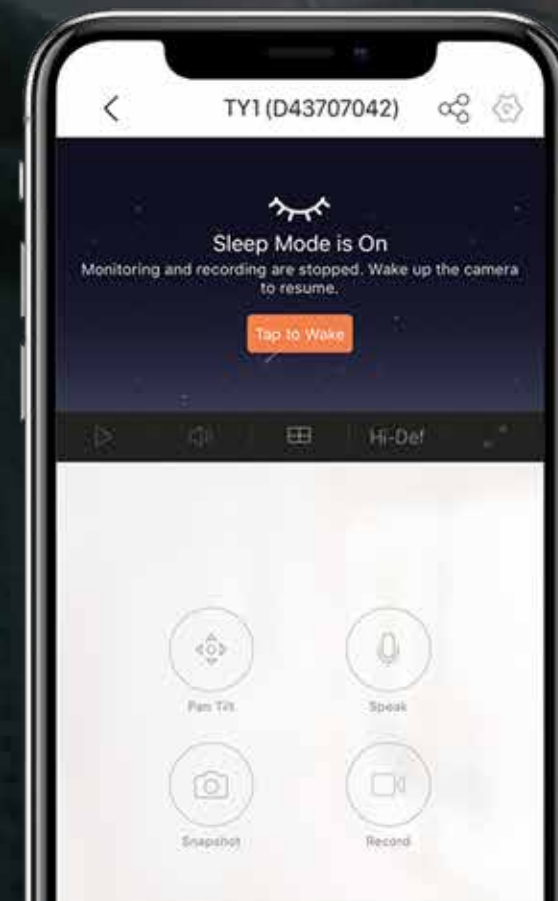 TY1(D43707042)
Sleep Mode is On
Monitoring and recording are stopped. Wake up the camera
to resume.
Tap to Wake
Hi-Def
Pan Tilt
Speak
Snapshot
Record